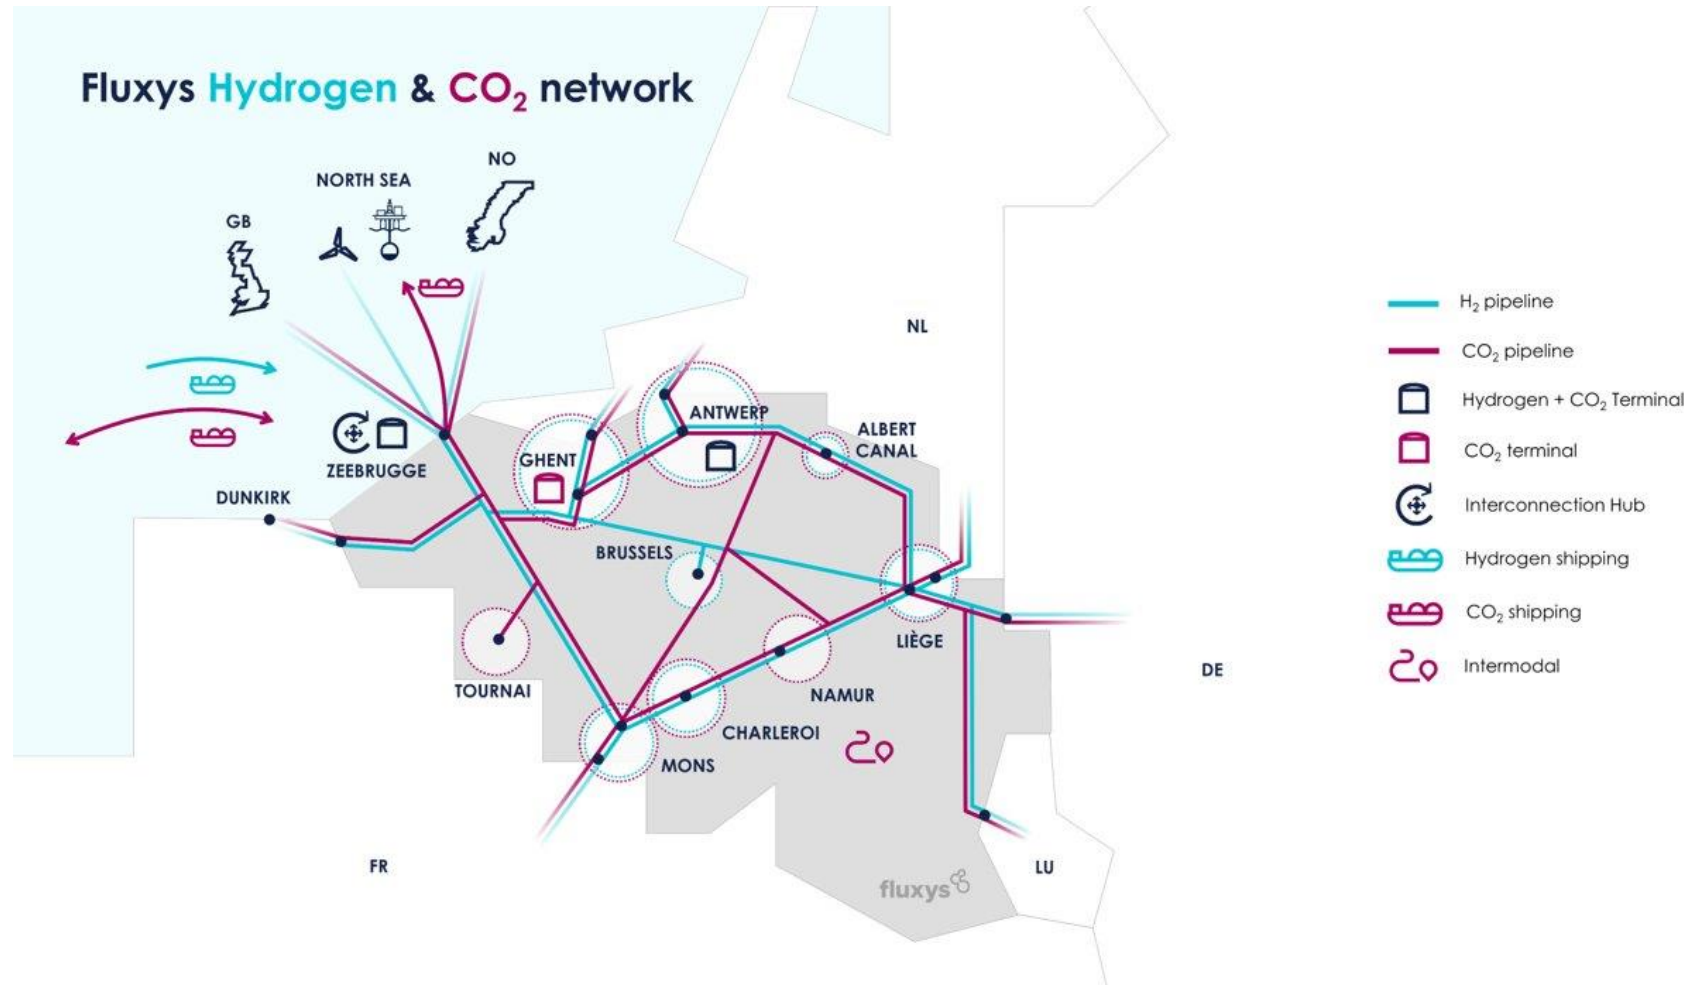 Fluxys Hydrogen & CO₂ network
NO
NORTH SEA
GB
NL
ANTWERP
ALBERT
CANAL
GHENT
ZEEBRUGGE
DUNKIRK
BRUSSELS
LIÈGE
TOURNAI
NAMUR
CHARLEROI
MONS
DE
FR
LU
fluxys
H₂ pipeline
CO₂ pipeline
Hydrogen + CO₂ Terminal
CO₂ terminal
Interconnection Hub
Hydrogen shipping
CO₂ shipping
Intermodal